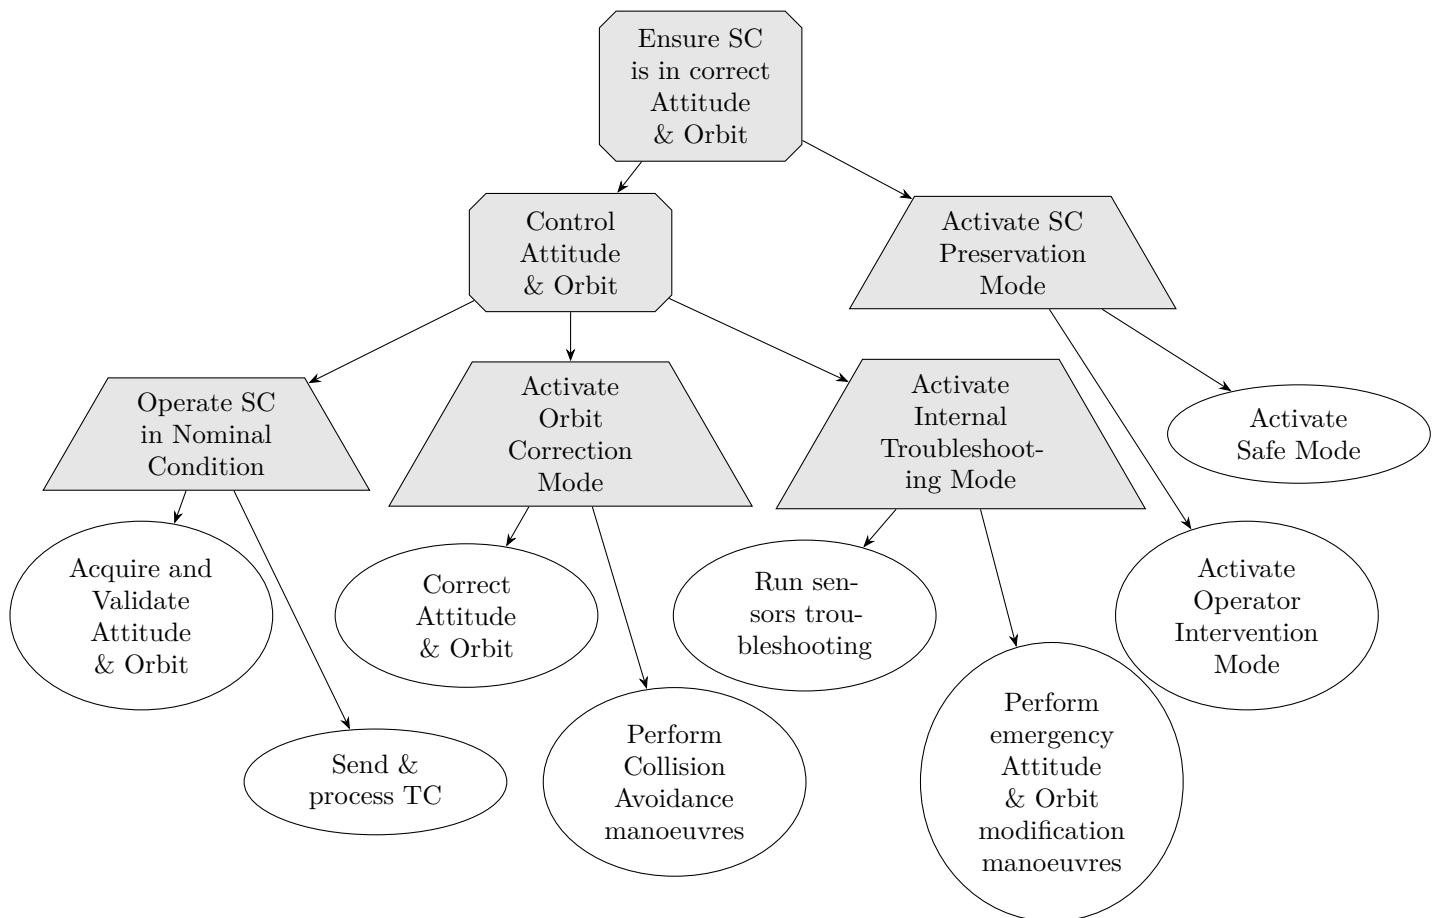 Ensure SC
is in correct
Attitude
& Orbit
Control
Attitude
& Orbit
Activate SC
Preservation
Mode
Operate SC
in Nominal
Condition
Activate
Orbit
Correction
Mode
Activate
Internal
Troubleshoot-
ing Mode
Activate
Safe Mode
Acquire and
Validate
Attitude
& Orbit
Correct
Attitude
& Orbit
Run sen-
sors trou-
bleshooting
Activate
Operator
Intervention
Mode
Send &
process TC
Perform
Collision
Avoidance
manoeuvres
Perform
emergency
Attitude
& Orbit
modification
manoeuvres